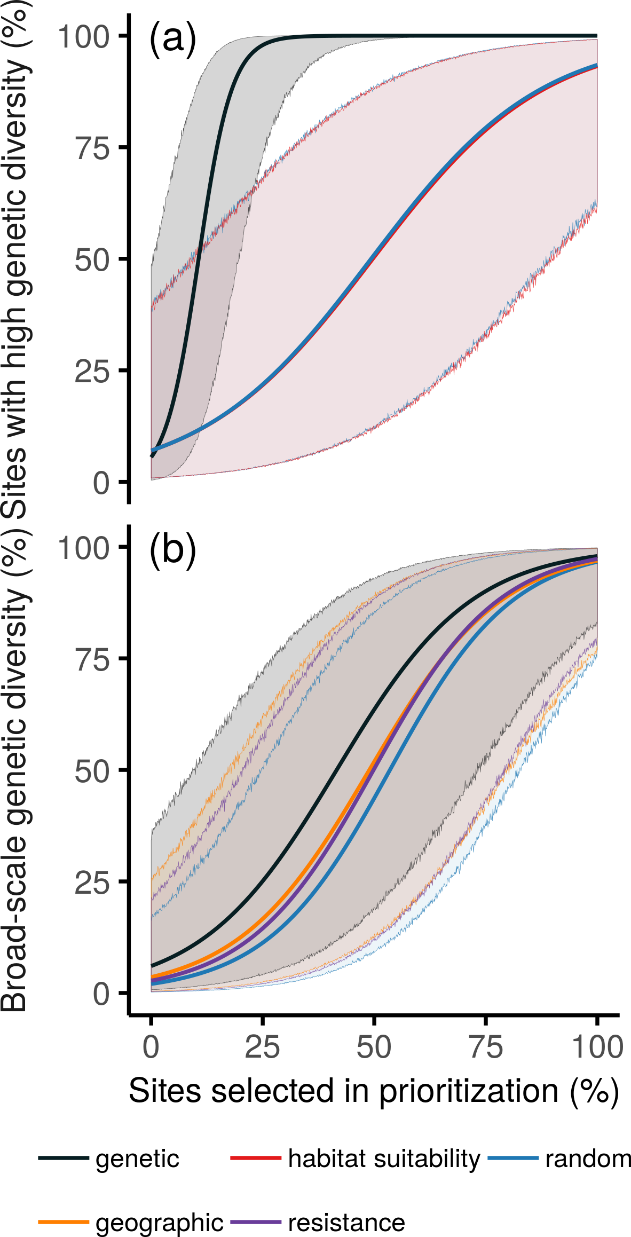 Sites with high genetic diversity (%)
(a)
100
75
50
25
0
Broad-scale genetic diversity (%)
(b)
100
75
50
25
0
0 25 50 75 100
Sites selected in prioritization (%)
genetic habitat suitability random
geographic resistance